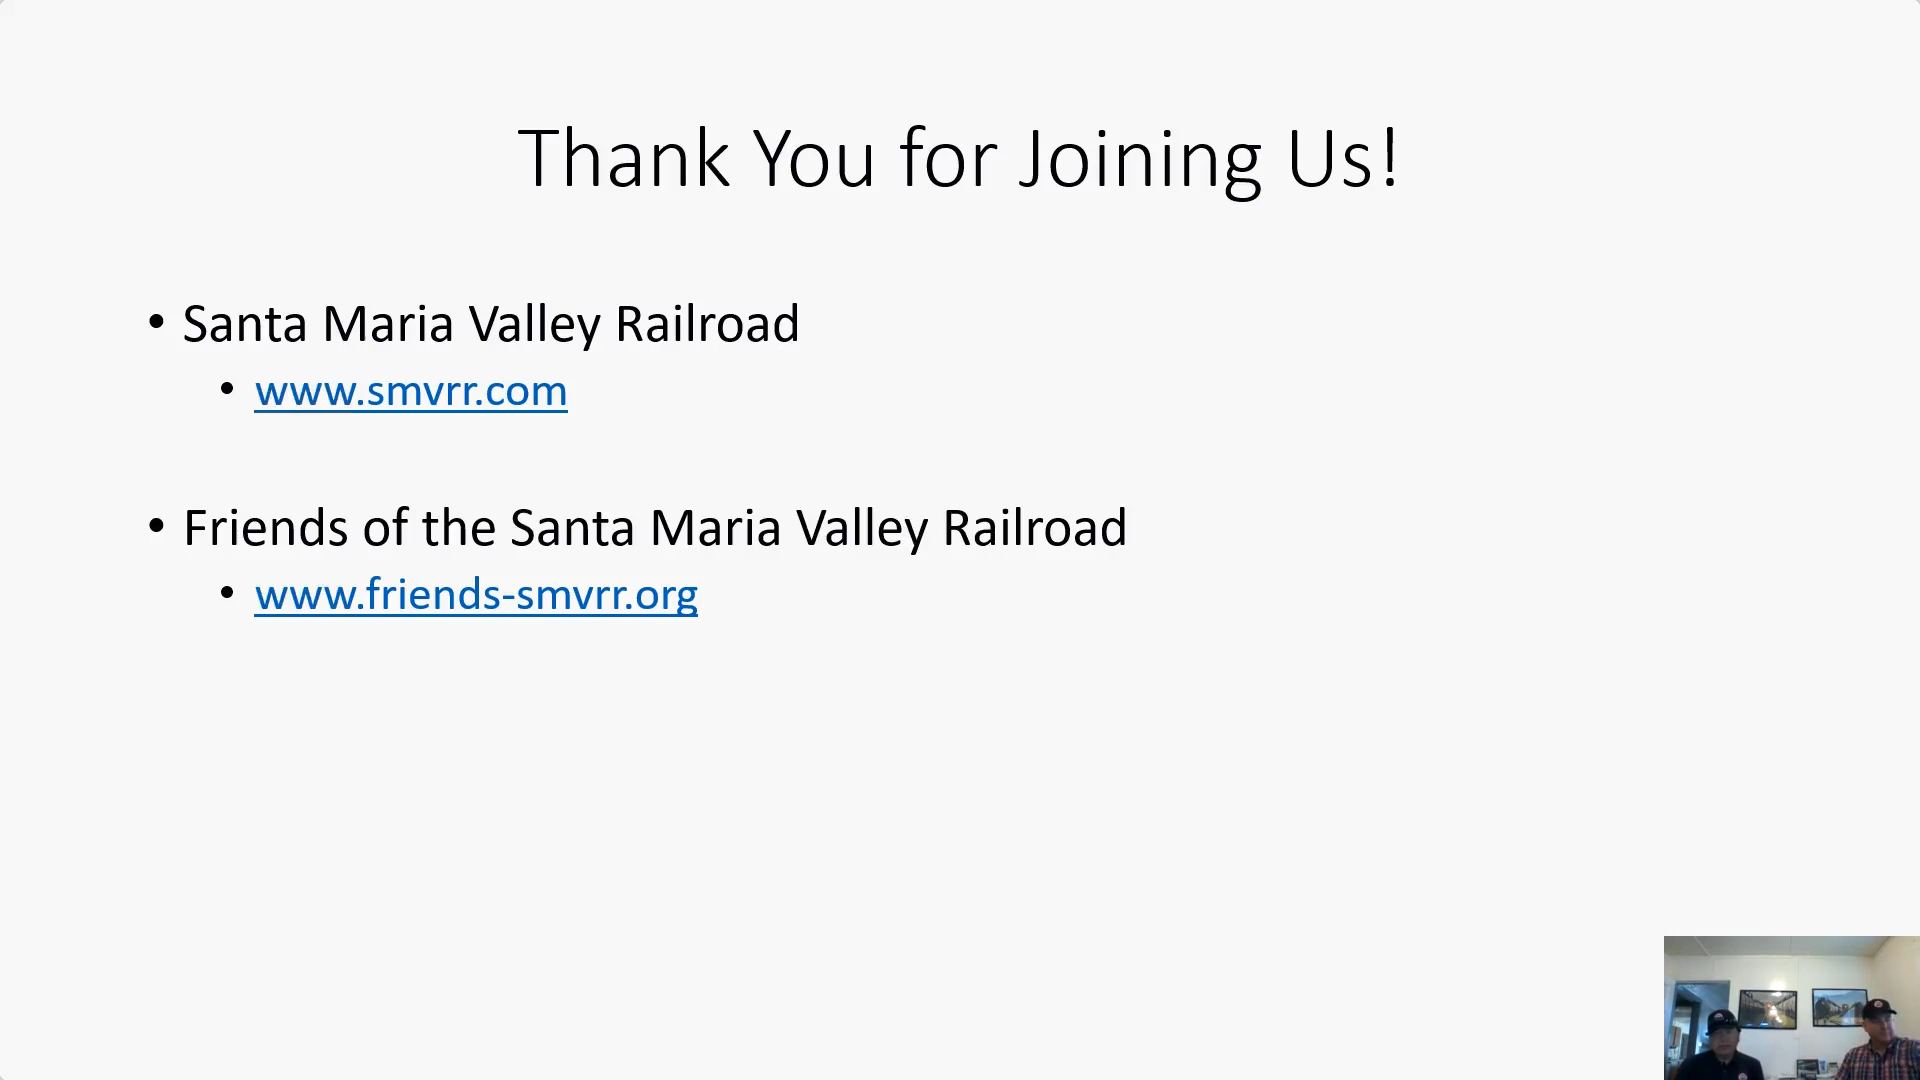 Thank You for Joining Us!
• Santa Maria Valley Railroad
• www.smvrr.com
• Friends of the Santa Maria Valley Railroad
• www.friends-smvrr.org